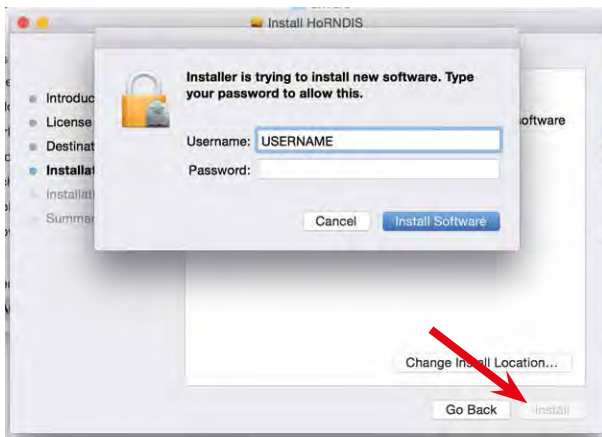 Install HoRNDIS
Installer is trying to install new software. Type
your password to allow this.
Username: USERNAME
Password:
Cancel
Install Software
Introduc
License
Destinat
Installat
Installat
Summar
oftware
Change Install Location...
Go Back
Install